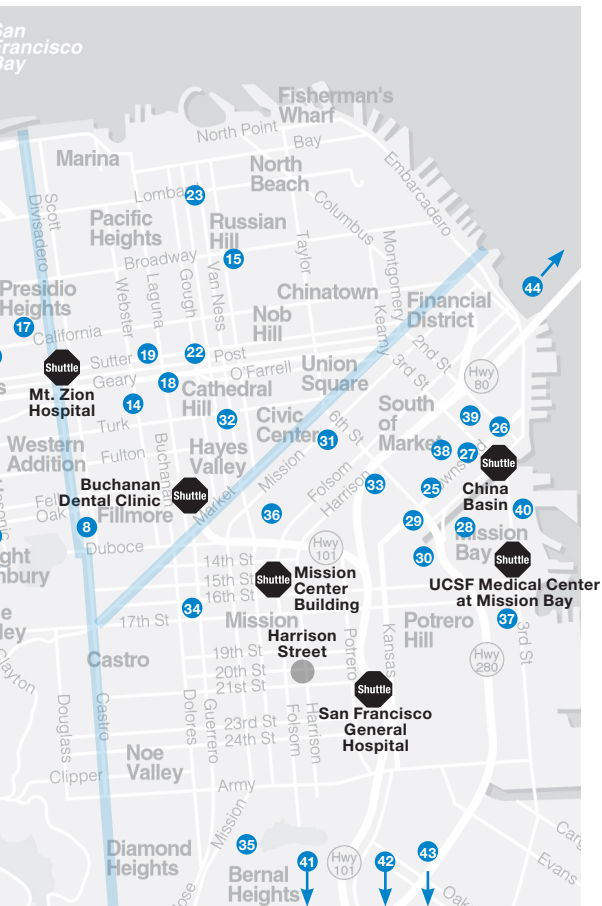 San
Francisco
Bay
Fisherman's
Wharf
North Point
Bay
Embarcadero
Marina
North
Beach
Lombard
23
Scott
Divisadero
Columbus
Pacific
Heights
Russian
Hill
15
Broadway
Van Ness
Gough
Laguna
Webster
Taylor
Montgomery
Kearny
44
Presidio
Heights
17
California
Chinatown
Financial
District
Nob
Hill
2nd St
3rd St
Hwy
80
Sutter
19
22
Post
Geary
18
O'Farrell
Union
Square
Shuttle
Mt. Zion
Hospital
14
Cathedral
Hill
32
Turk
Civic
Center
31
6th St
South
of
Market
39
26
38
27
Townsend
Shuttle
China
Basin
Western
Addition
Fulton
Buchanan
Hayes
Valley
Mission
Folsom
Harrison
33
25
Buchanan
Dental Clinic
Shuttle
Market
Fell
Oak
Masonic
8
Fillmore
36
29
28
40
Mission
Bay
30
Duboce
Hwy
101
14th St
15th St
16th St
Shuttle
Mission
Center
Building
Shuttle
UCSF Medical Center
at Mission Bay
17th St
34
Mission
Potrero
Hill
37
3rd St
Harrison
Street
19th St
20th St
21st St
Potrero
Kansas
Hwy
280
Castro
Clayton
Shuttle
San Francisco
General
Hospital
Douglass
Castro
Dolores
Guerrero
Folsom
Harrison
23rd St
24th St
Noe
Valley
Clipper
Army
Mission
35
Diamond
Heights
Bernal
Heights
41
Hwy
101
42
43
Evans